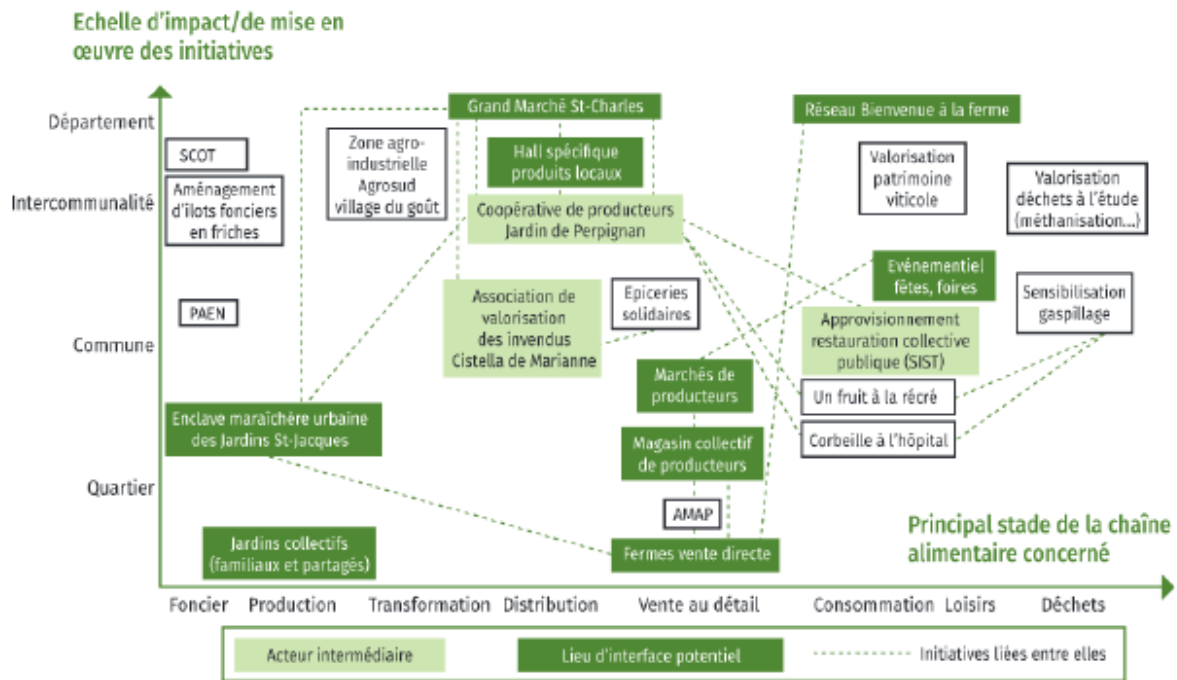 Echelle d'impact/de mise en
œuvre des initiatives
Département
Intercommunalité
Commune
Quartier
SCOT
Aménagement
d'ilots fonciers
en friches
PAEN
Enclave maraîchère urbaine
des Jardins St-Jacques
Jardins collectifs
(familiaux et partagés)
Zone agro-
industrielle
Agrosud
village du goût
Grand Marché St-Charles
Hall spécifique
produits locaux
Coopérative de producteurs
Jardin de Perpignan
Association de
valorisation
des invendus
Cistella de Marianne
Epiceries
solidaires
Marchés de
producteurs
Magasin collectif
de producteurs
AMAP
Fermes vente directe
Réseau Bienvenue à la ferme
Valorisation
patrimoine
viticole
Valorisation
déchets à l'étude
(méthanisation...)
Evénementiel
fêtes, foires
Sensibilisation
gaspillage
Approvisionnement
restauration collective
publique (SIST)
Un fruit à la récré
Corbeille à l'hôpital
Principal stade de la chaîne
alimentaire concerné
Foncier
Production
Transformation
Distribution
Vente au détail
Consommation
Loisirs
Déchets
Acteur intermédiaire
Lieu d'interface potentiel
Initiatives liées entre elles